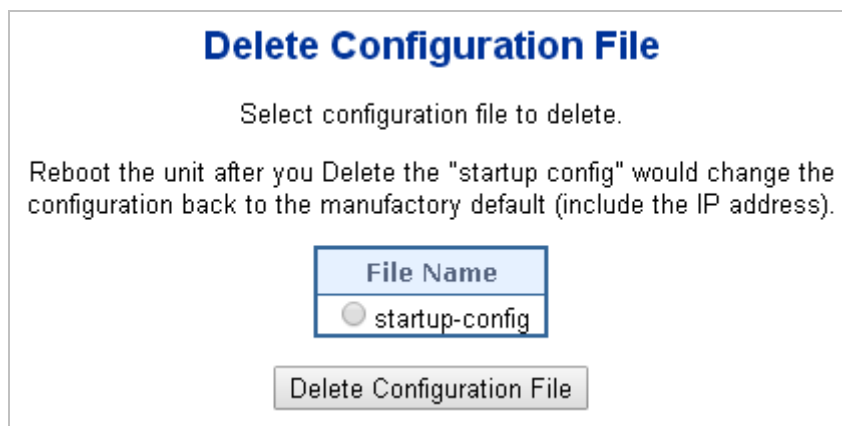 Delete Configuration File
Select configuration file to delete.
Reboot the unit after you Delete the "startup config" would change the
configuration back to the manufactory default (include the IP address).
File Name
startup-config
Delete Configuration File